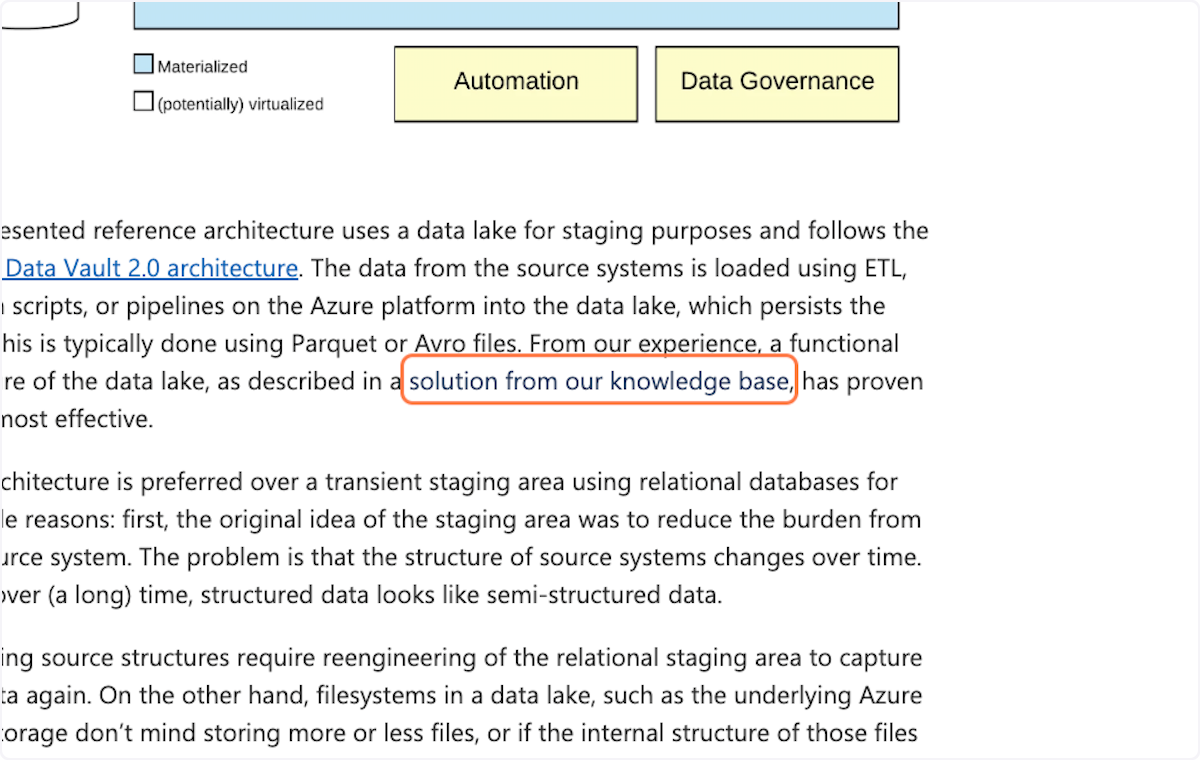 Materialized
Automation
Data Governance
(potentially) virtualized
esented reference architecture uses a data lake for staging purposes and follows the
Data Vault 2.0 architecture. The data from the source systems is loaded using ETL,
scripts, or pipelines on the Azure platform into the data lake, which persists the
his is typically done using Parquet or Avro files. From our experience, a functional
re of the data lake, as described in a solution from our knowledge base, has proven
most effective.
chitecture is preferred over a transient staging area using relational databases for
le reasons: first, the original idea of the staging area was to reduce the burden from
urce system. The problem is that the structure of source systems changes over time.
over (a long) time, structured data looks like semi-structured data.
ing source structures require reengineering of the relational staging area to capture
ta again. On the other hand, filesystems in a data lake, such as the underlying Azure
torage don’t mind storing more or less files, or if the internal structure of those files